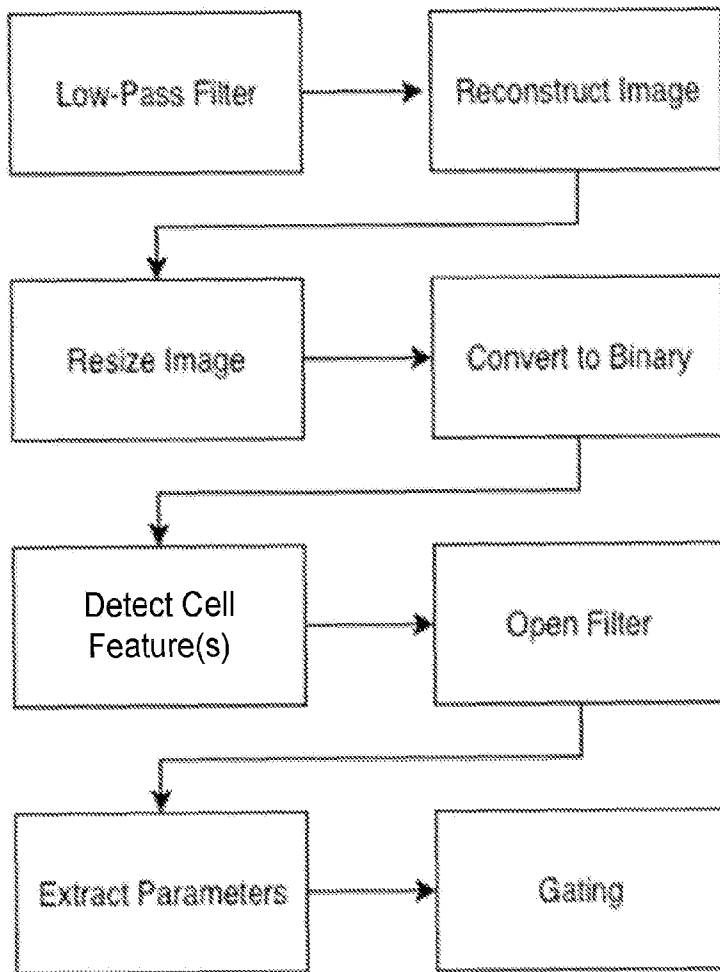 Low-Pass Filter
Reconstruct Image
Resize Image
Convert to Binary
Detect Cell
Feature(s)
Open Filter
Extract Parameters
Gating